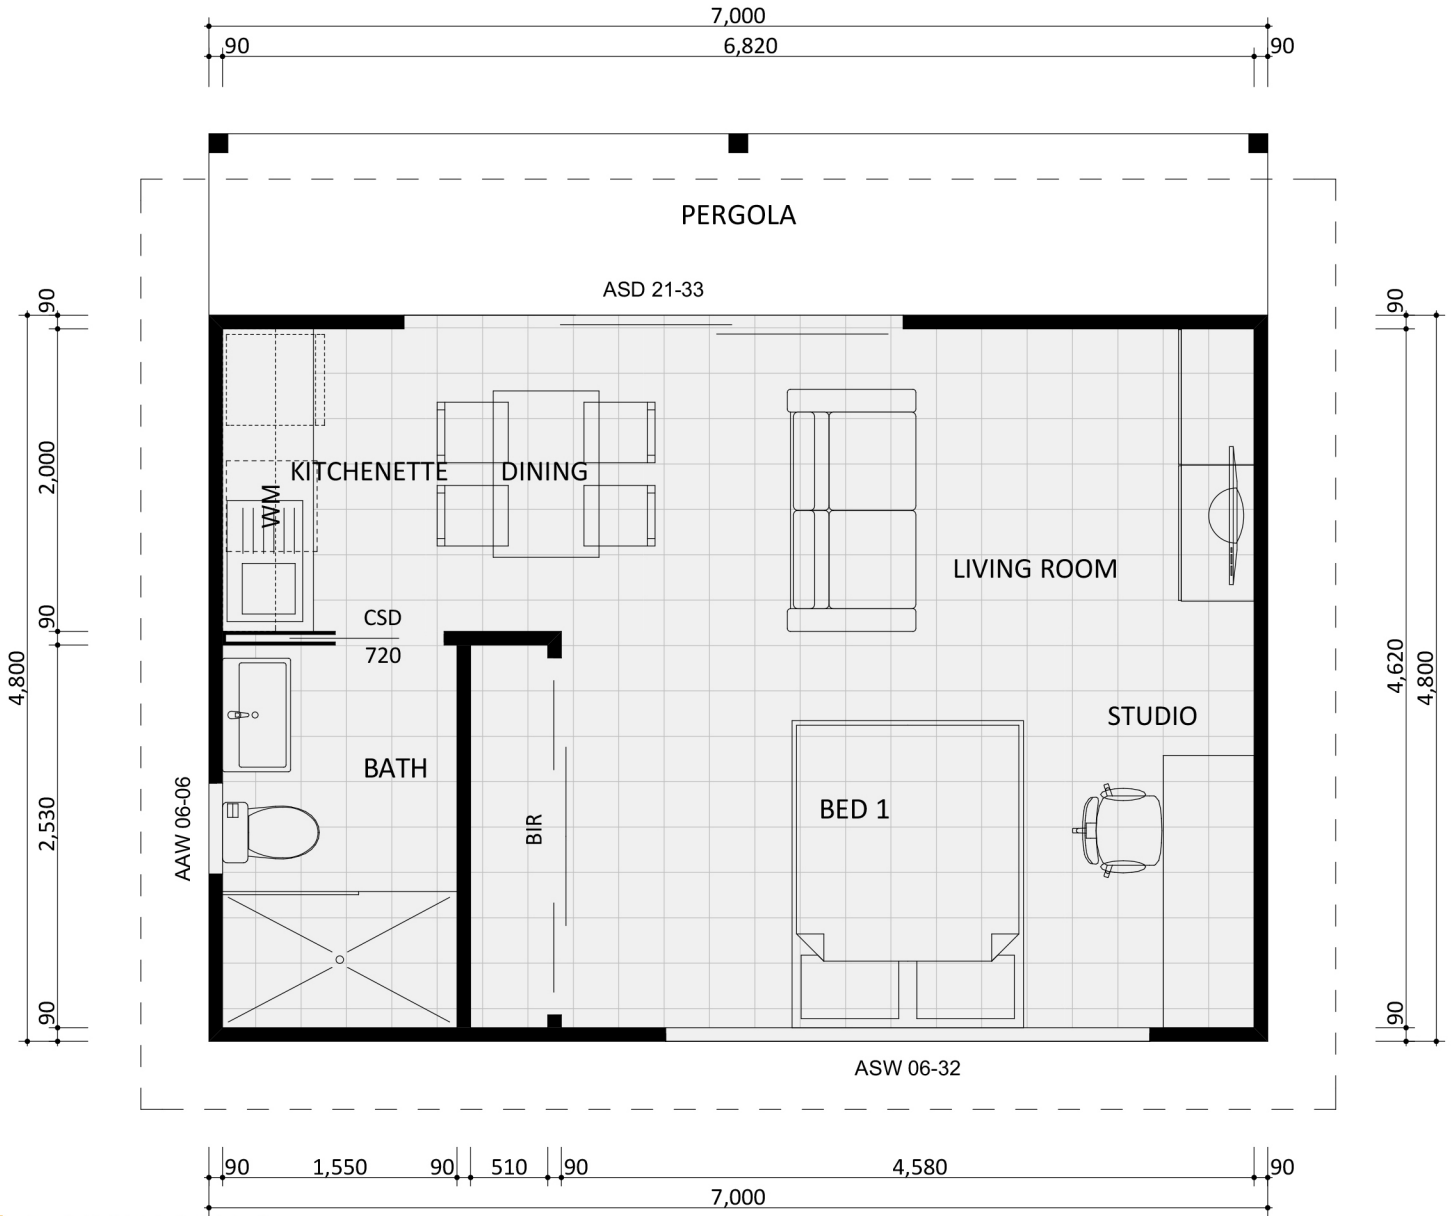 7,000
90 6,820 90
PERGOLA
ASD 21-33
90
90
2,000
KITCHENETTE
DINING
WM
LIVING ROOM
90
CSD
720
4,800
4,620
4,800
STUDIO
BATH
AAW 06-06
2,530
BIR
BED 1
90
90
ASW 06-32
90 1,550 90 510 90 4,580 90
7,000